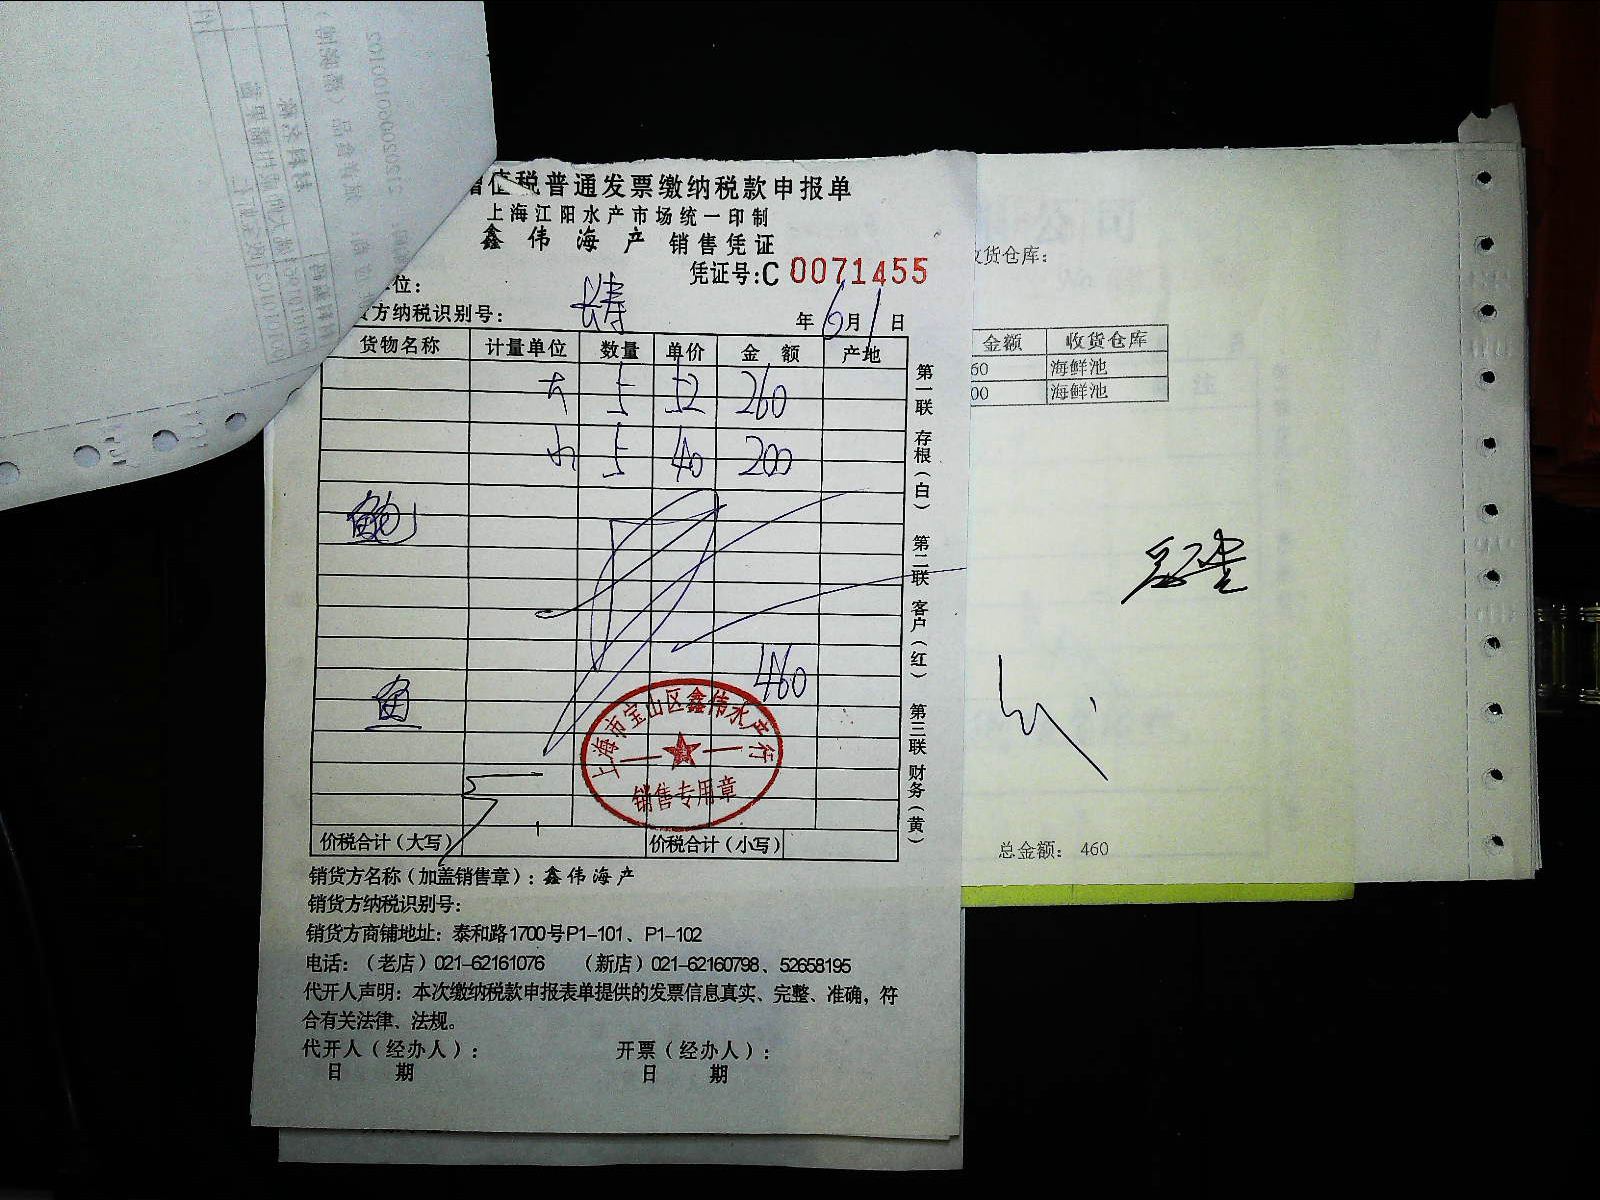 值税普通发票缴纳税款申报单
上海江阳水产市场统一印制
鑫伟海产 销售凭证
凭证号:C 0071455
位：
方纳税识别号： 长寿 年 6月 1日
货物名称 计量单位 数量 单价 金额 产地
大 5 52 260
小 5 40 200
鲍
460
鱼
上海市宝山区鑫伟水产行
销售专用章
价税合计（大写） 价税合计（小写）
第一联 存根（白） 第二联 客户（红） 第三联 财务（黄）
销货方名称（加盖销售章）：鑫伟海产
销货方纳税识别号：
销货方商铺地址：泰和路1700号P1-101、P1-102
电话：（老店）021-62161076 （新店）021-62160798、52658195
代开人声明：本次缴纳税款申报表单提供的发票信息真实、完整、准确，符
合有关法律、法规。
代开人（经办人）： 开票（经办人）：
日 期 日 期
货仓库：
金额 收货仓库
60 海鲜池
00 海鲜池
总金额： 460